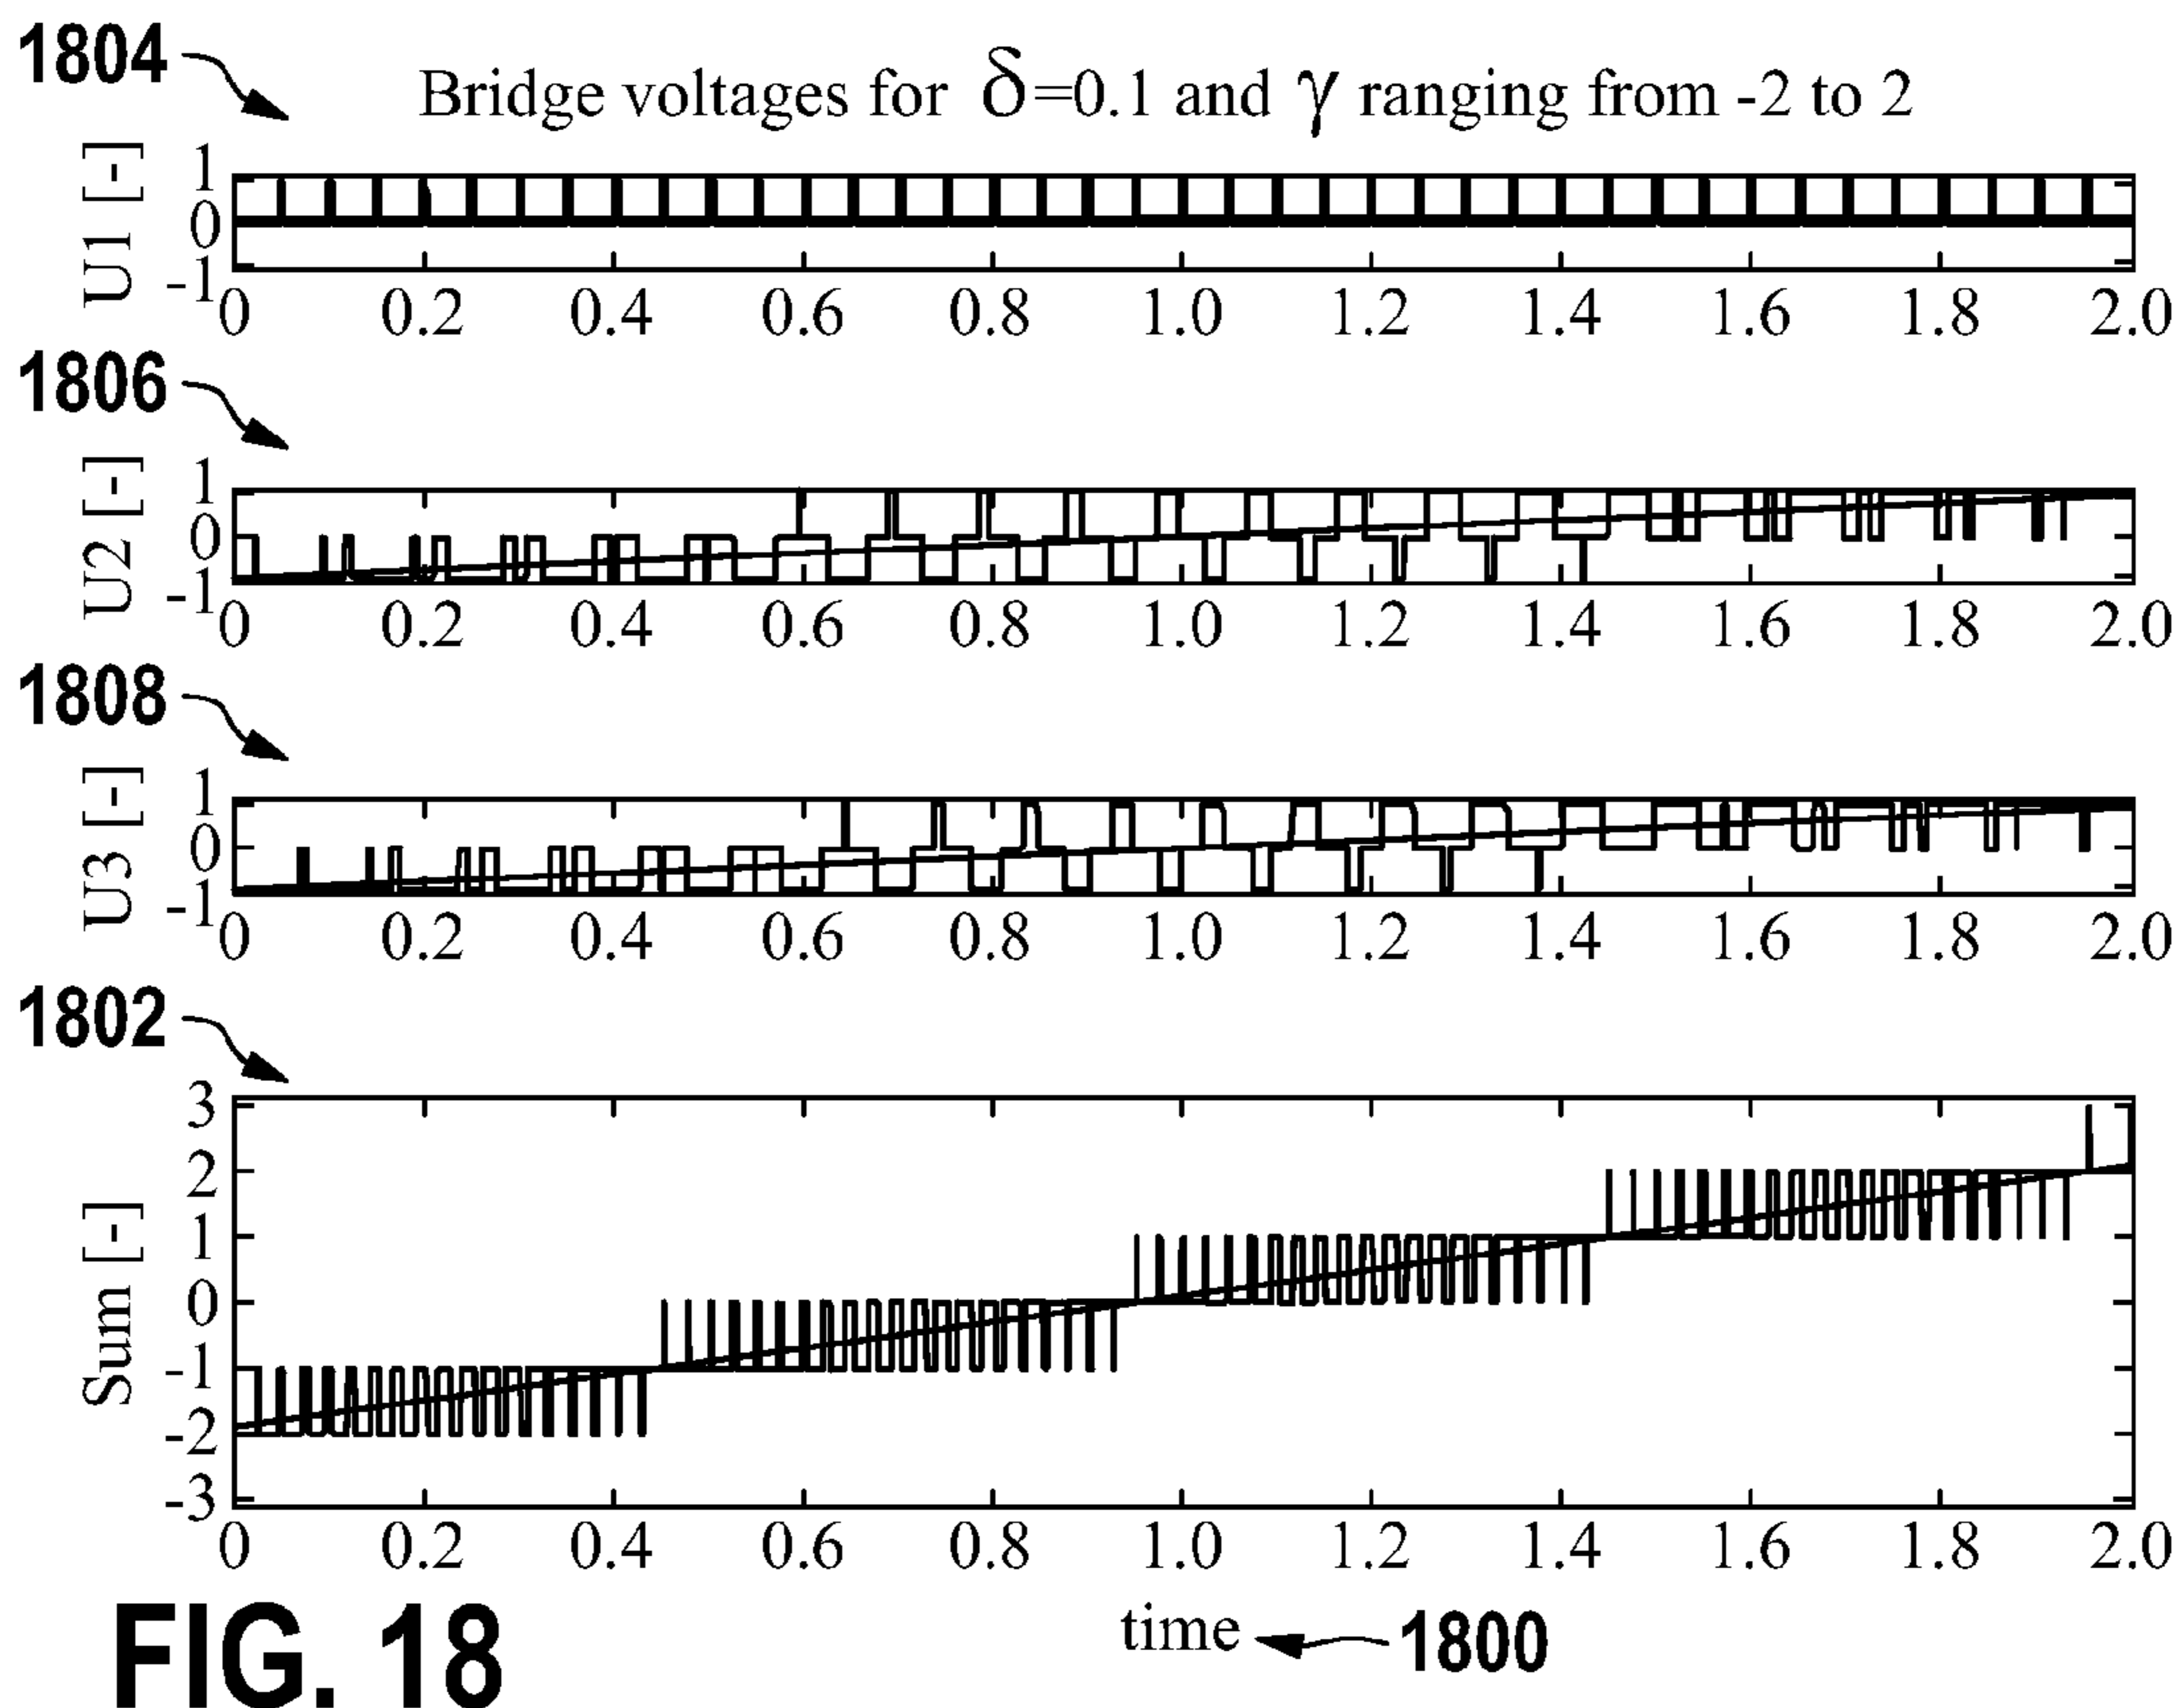 1804
Bridge voltages for δ=0.1 and γ ranging from -2 to 2
U1 [-]
1
0
-1
0 0.2 0.4 0.6 0.8 1.0 1.2 1.4 1.6 1.8 2.0
1806
U2 [-]
1
0
-1
0 0.2 0.4 0.6 0.8 1.0 1.2 1.4 1.6 1.8 2.0
1808
U3 [-]
1
0
-1
0 0.2 0.4 0.6 0.8 1.0 1.2 1.4 1.6 1.8 2.0
1802
Sum [-]
3
2
1
0
-1
-2
-3
0 0.2 0.4 0.6 0.8 1.0 1.2 1.4 1.6 1.8 2.0
time 1800
FIG. 18